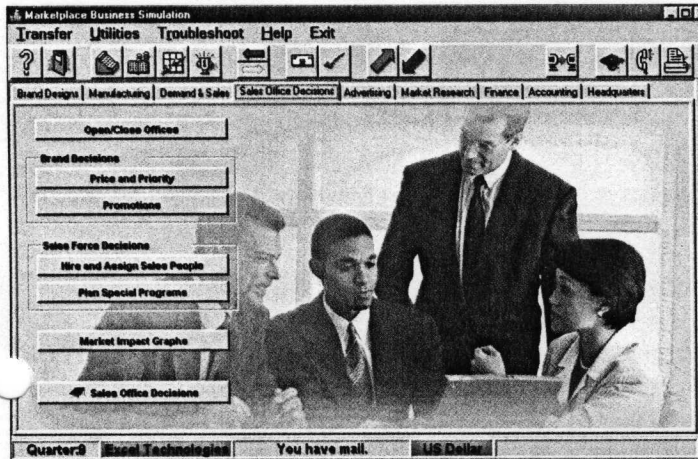 Marketplace Business Simulation
Transfer Utilities Troubleshoot Help Exit
Brand Designs Manufacturing Demand & Sales Sales Office Decisions Advertising Market Research Finance Accounting Headquarters
Open/Close Offices
Brand Decisions
Price and Priority
Promotions
Sales Force Decisions
Hire and Assign Sales People
Plan Special Programs
Market Impact Graphs
Sales Office Decisions
Quarter:9 Excel Technologies You have mail. US Dollar